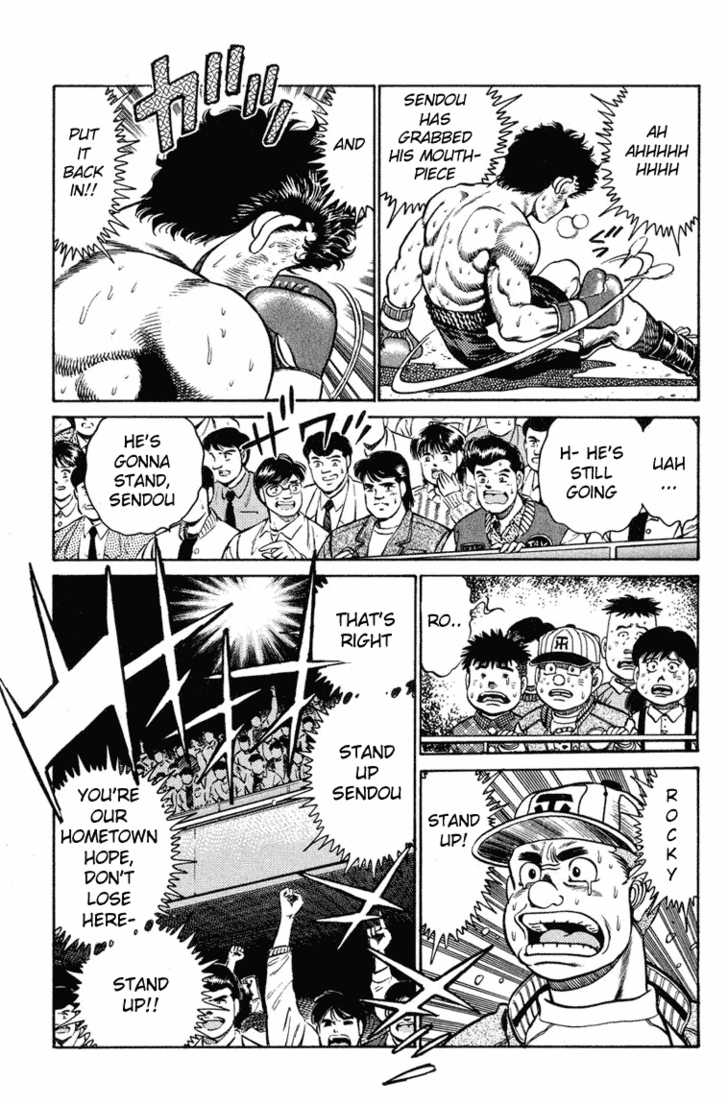 AH
AHHHHH
HHHH
SENDOU
HAS
GRABBED
HIS MOUTH-
PIECE
AND
PUT
IT
BACK
IN!!
UAH
...
H- HE'S
STILL
GOING
HE'S
GONNA
STAND,
SENDOU
RO..
ROCKY
STAND
UP!
THAT'S
RIGHT
STAND
UP
SENDOU
YOU'RE
OUR
HOMETOWN
HOPE,
DON'T
LOSE
HERE-
STAND
UP!!